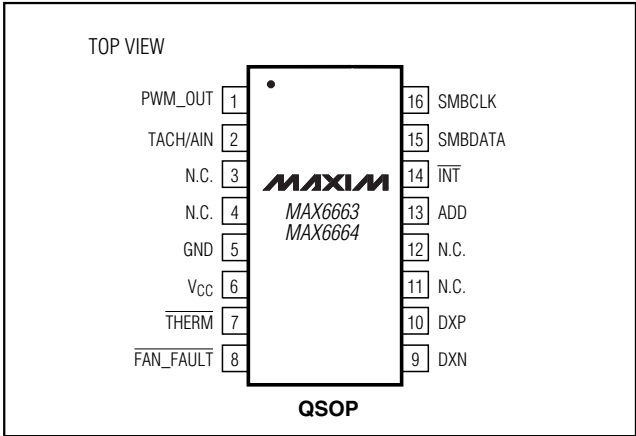 TOP VIEW
PWM_OUT 1
TACH/AIN 2
N.C. 3
N.C. 4
GND 5
VCC 6
THERM 7
FAN_FAULT 8
MAXIM
MAX6663
MAX6664
16 SMBCLK
15 SMBDATA
14 INT
13 ADD
12 N.C.
11 N.C.
10 DXP
9 DXN
QSOP